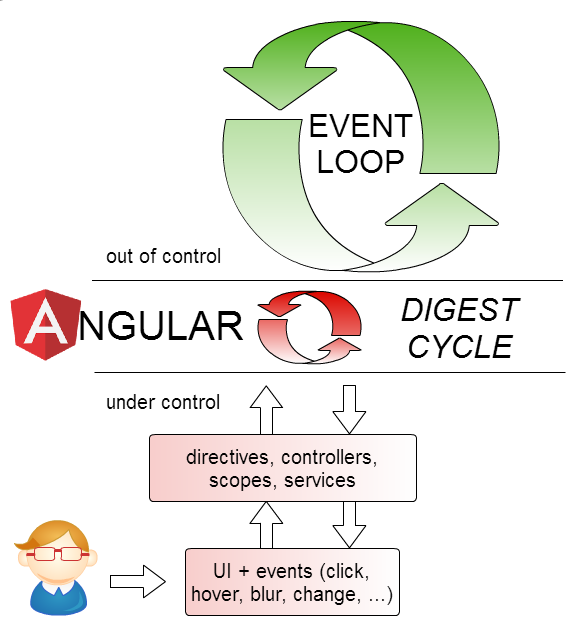 EVENT
LOOP
out of control
ANGULAR
DIGEST
CYCLE
under control
directives, controllers,
scopes, services
UI + events (click,
hover, blur, change, ...)